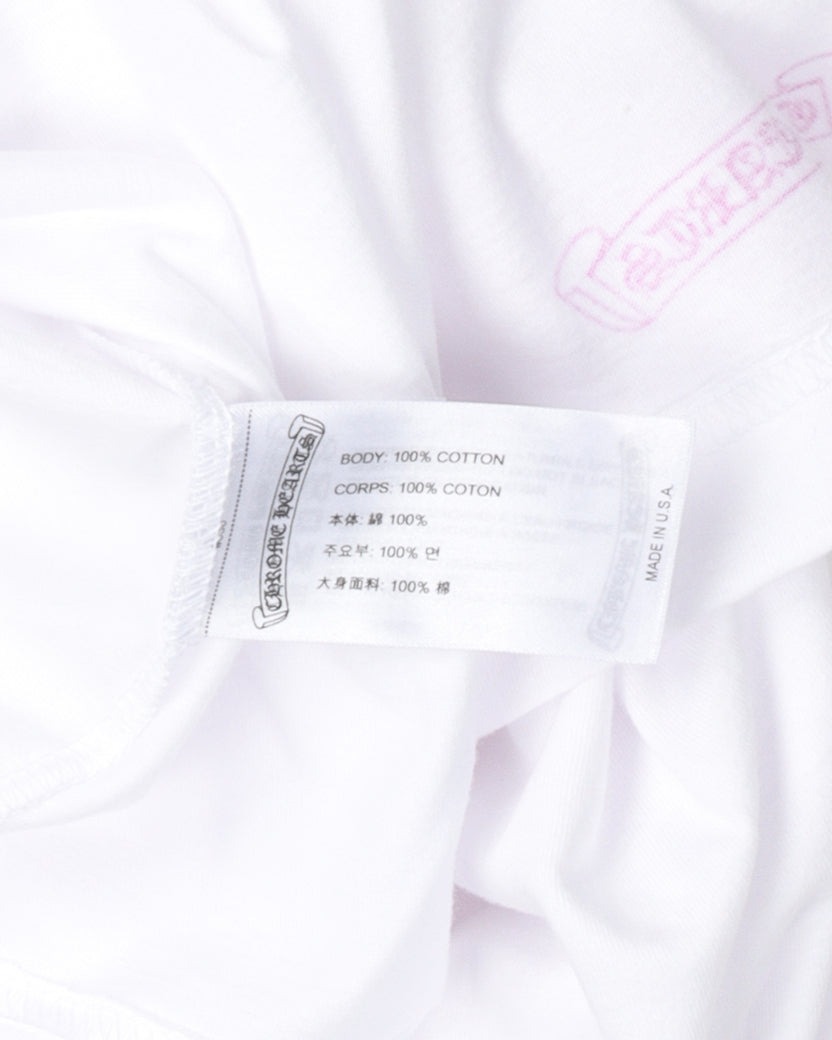 CHROME HEARTS
BODY: 100% COTTON
CORPS: 100% COTON
本体: 綿 100%
주요부: 100% 면
大身面料: 100% 棉
MADE IN U.S.A.